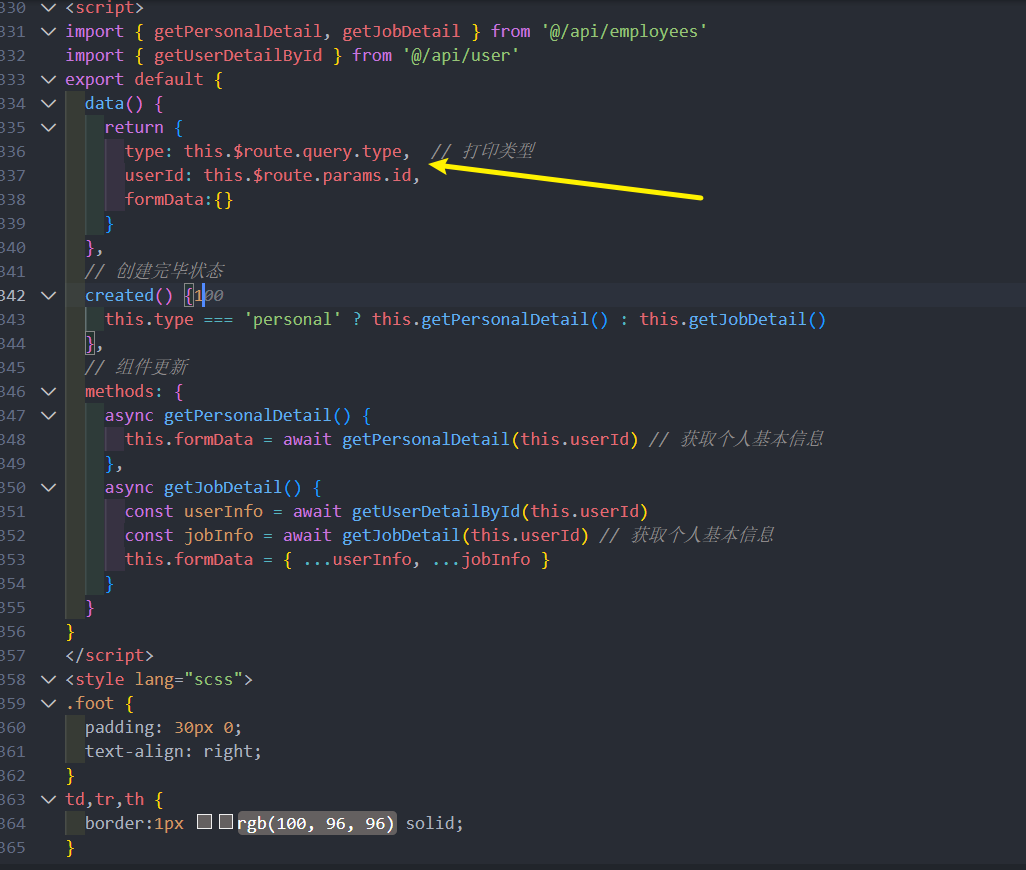 330 <script>
331 import { getPersonalDetail, getJobDetail } from '@/api/employees'
332 import { getUserDetailById } from '@/api/user'
333 export default {
334 data() {
335 return {
336 type: this.$route.query.type, // 打印类型
337 userId: this.$route.params.id,
338 formData:{}
339 }
340 },
341 // 创建完毕状态
342 created() {100
343 this.type === 'personal' ? this.getPersonalDetail() : this.getJobDetail()
344 },
345 // 组件更新
346 methods: {
347 async getPersonalDetail() {
348 this.formData = await getPersonalDetail(this.userId) // 获取个人基本信息
349 },
350 async getJobDetail() {
351 const userInfo = await getUserDetailById(this.userId)
352 const jobInfo = await getJobDetail(this.userId) // 获取个人基本信息
353 this.formData = { ...userInfo, ...jobInfo }
354 }
355 }
356 }
357 </script>
358 <style lang="scss">
359 .foot {
360 padding: 30px 0;
361 text-align: right;
362 }
363 td,tr,th {
364 border:1px rgb(100, 96, 96) solid;
365 }